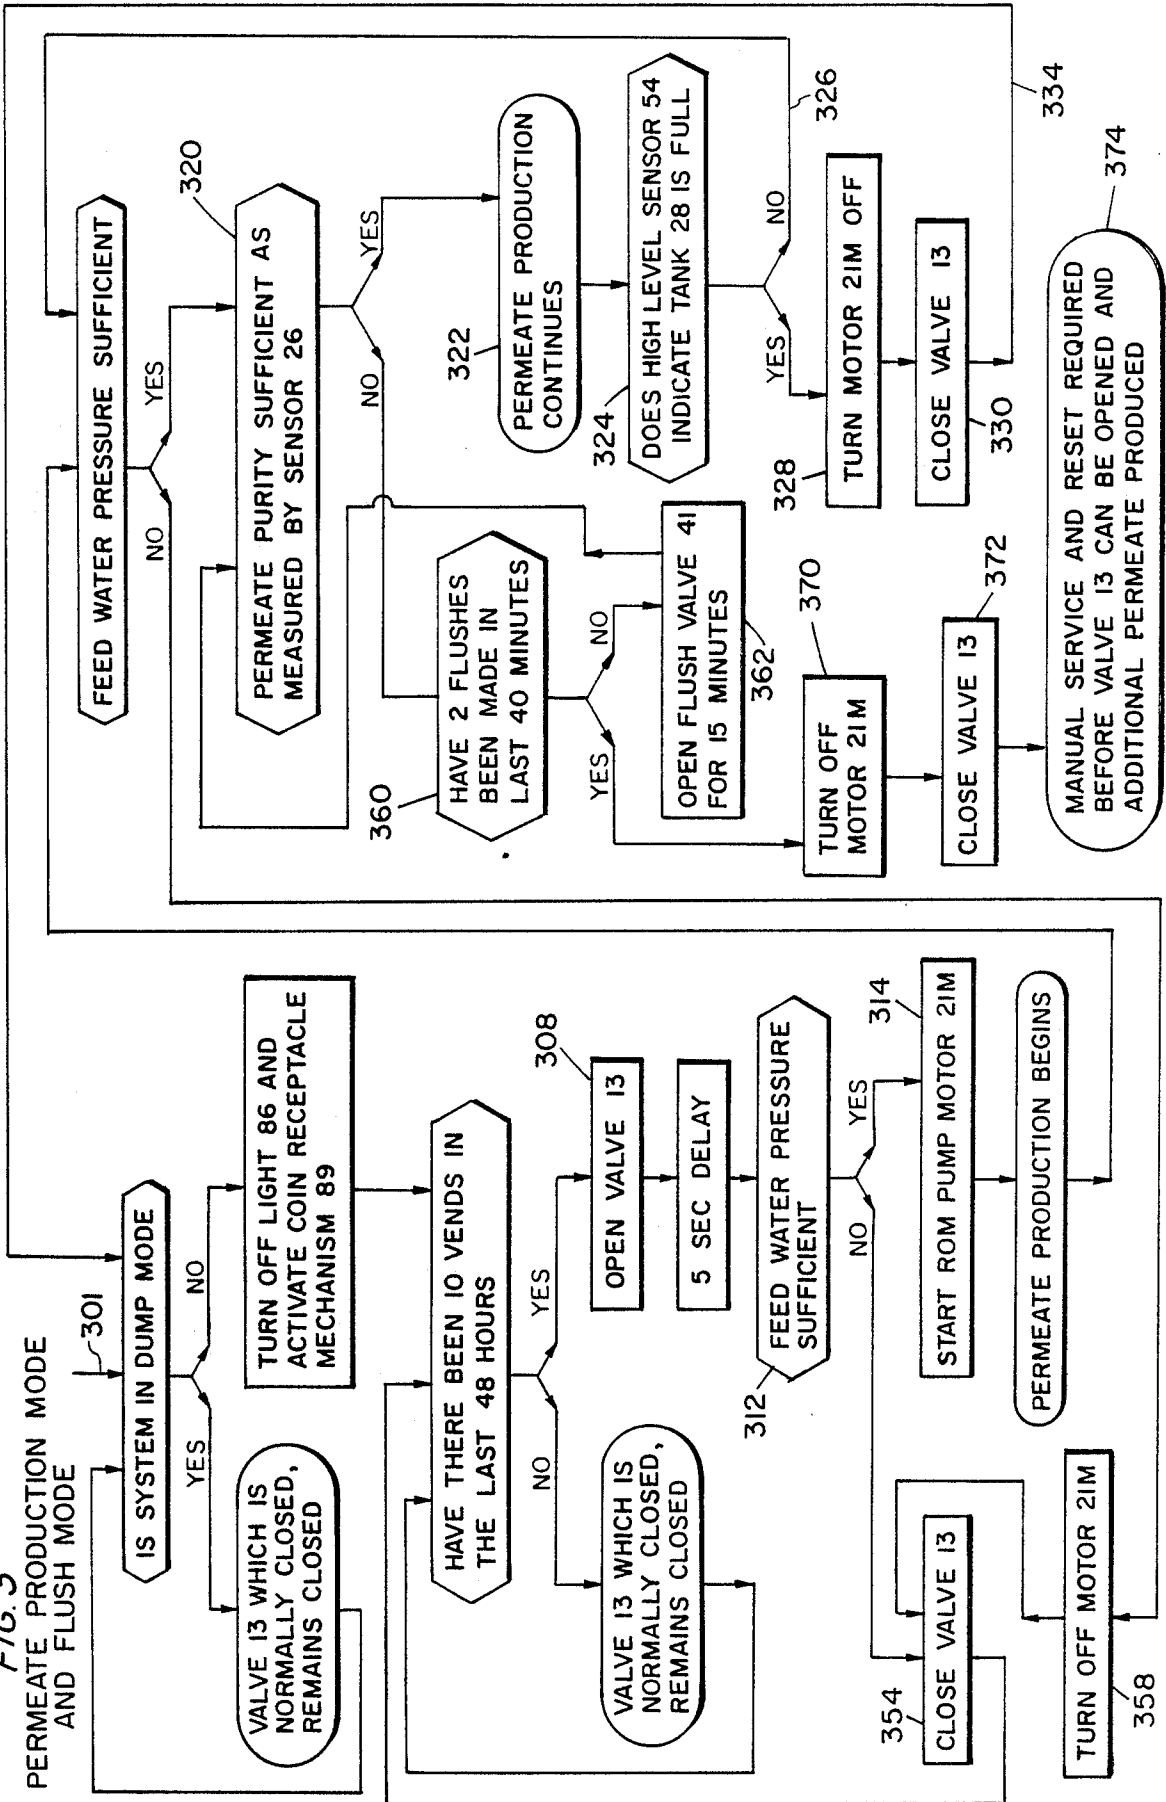 FIG. 5
PERMEATE PRODUCTION MODE
AND FLUSH MODE
301
IS SYSTEM IN DUMP MODE
YES
NO
VALVE 13 WHICH IS
NORMALLY CLOSED,
REMAINS CLOSED
TURN OFF LIGHT 86 AND
ACTIVATE COIN RECEPTACLE
MECHANISM 89
HAVE THERE BEEN 10 VENDS IN
THE LAST 48 HOURS
NO
YES
VALVE 13 WHICH IS
NORMALLY CLOSED,
REMAINS CLOSED
308
OPEN VALVE 13
5 SEC DELAY
312
FEED WATER PRESSURE
SUFFICIENT
NO
YES
354
CLOSE VALVE 13
314
START ROM PUMP MOTOR 21M
PERMEATE PRODUCTION BEGINS
TURN OFF MOTOR 21M
358
FEED WATER PRESSURE SUFFICIENT
NO
YES
320
PERMEATE PURITY SUFFICIENT AS
MEASURED BY SENSOR 26
NO
YES
360
HAVE 2 FLUSHES
BEEN MADE IN
LAST 40 MINUTES
YES
NO
OPEN FLUSH VALVE 41
FOR 15 MINUTES
362
370
TURN OFF
MOTOR 21M
372
CLOSE VALVE 13
322
PERMEATE PRODUCTION
CONTINUES
324
DOES HIGH LEVEL SENSOR 54
INDICATE TANK 28 IS FULL
YES
NO
326
328
TURN MOTOR 21M OFF
CLOSE VALVE 13
330
334
374
MANUAL SERVICE AND RESET REQUIRED
BEFORE VALVE 13 CAN BE OPENED AND
ADDITIONAL PERMEATE PRODUCED